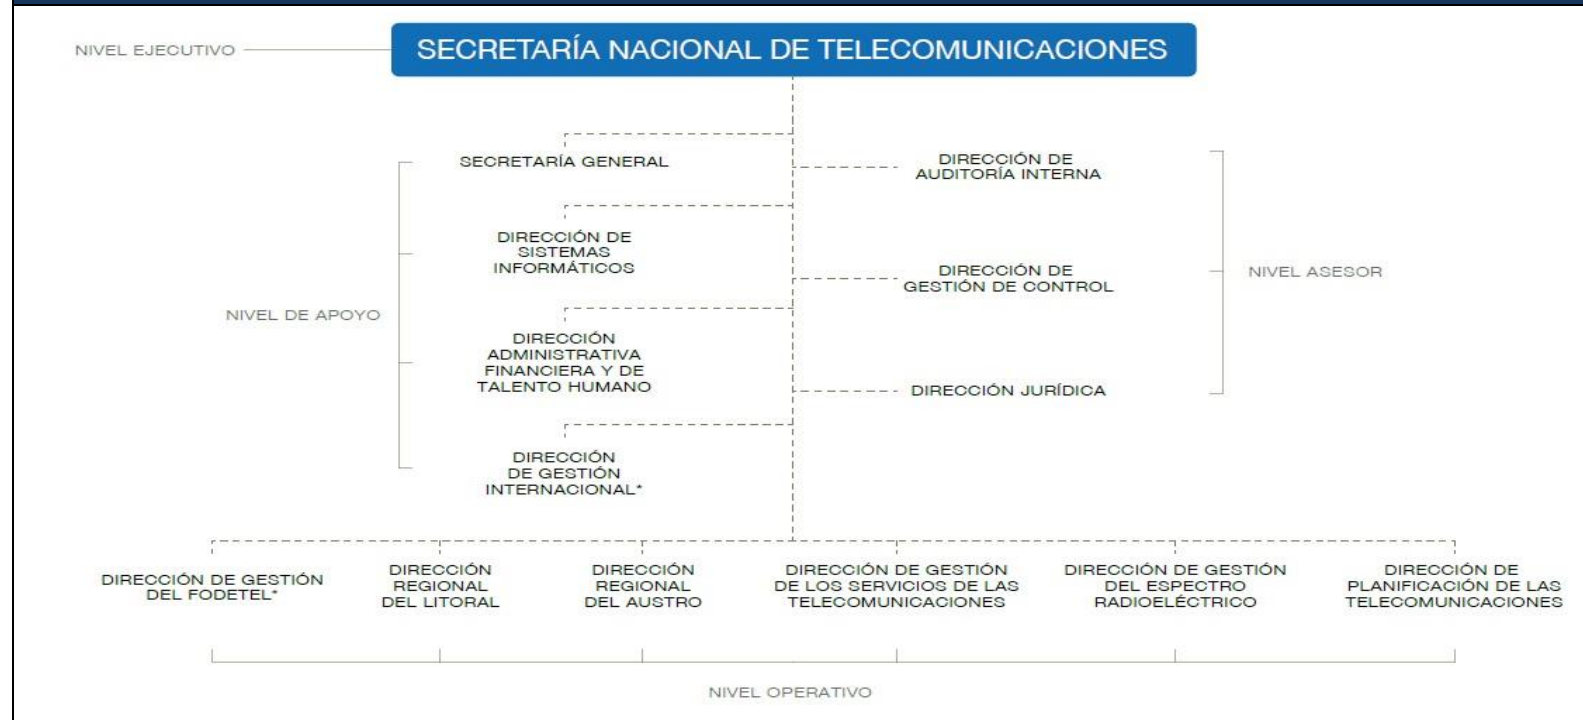 NIVEL EJECUTIVO
SECRETARÍA NACIONAL DE TELECOMUNICACIONES
SECRETARÍA GENERAL
DIRECCIÓN DE
AUDITORÍA INTERNA
DIRECCIÓN DE
SISTEMAS
INFORMÁTICOS
DIRECCIÓN DE
GESTIÓN DE CONTROL
NIVEL ASESOR
NIVEL DE APOYO
DIRECCIÓN
ADMINISTRATIVA
FINANCIERA Y DE
TALENTO HUMANO
DIRECCIÓN JURÍDICA
DIRECCIÓN
DE GESTIÓN
INTERNACIONAL*
DIRECCIÓN DE GESTIÓN
DEL FODETEL*
DIRECCIÓN
REGIONAL
DEL LITORAL
DIRECCIÓN
REGIONAL
DEL AUSTRO
DIRECCIÓN DE GESTIÓN
DE LOS SERVICIOS DE LAS
TELECOMUNICACIONES
DIRECCIÓN DE GESTIÓN
DEL ESPECTRO
RADIOELÉCTRICO
DIRECCIÓN DE
PLANIFICACIÓN DE LAS
TELECOMUNICACIONES
NIVEL OPERATIVO